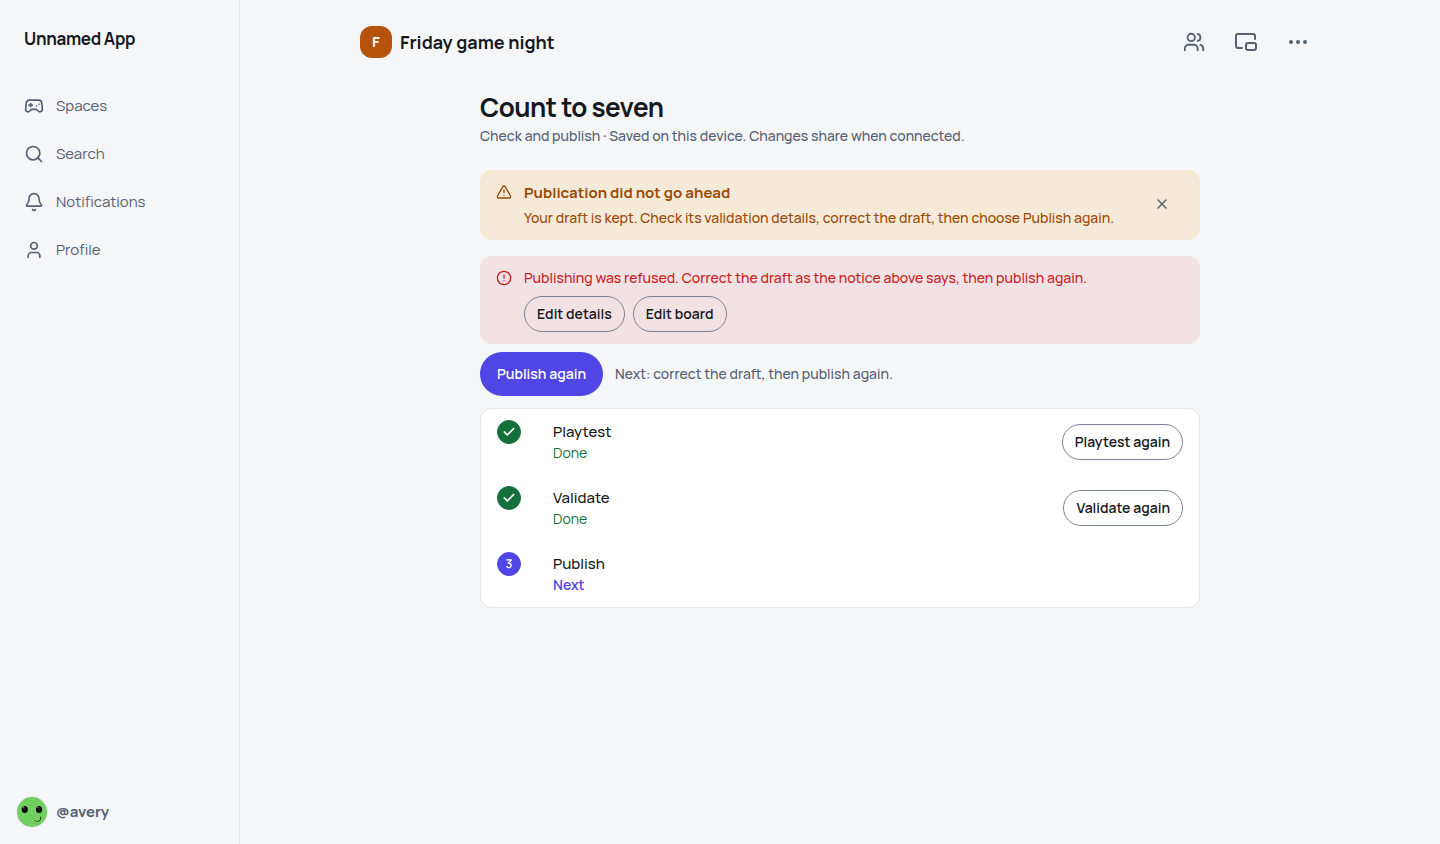 Unnamed App
Spaces
Search
Notifications
Profile
@avery
F
Friday game night
Count to seven
Check and publish · Saved on this device. Changes share when connected.
Publication did not go ahead
Your draft is kept. Check its validation details, correct the draft, then choose Publish again.
Publishing was refused. Correct the draft as the notice above says, then publish again.
Edit details
Edit board
Publish again
Next: correct the draft, then publish again.
Playtest
Done
Playtest again
Validate
Done
Validate again
3
Publish
Next